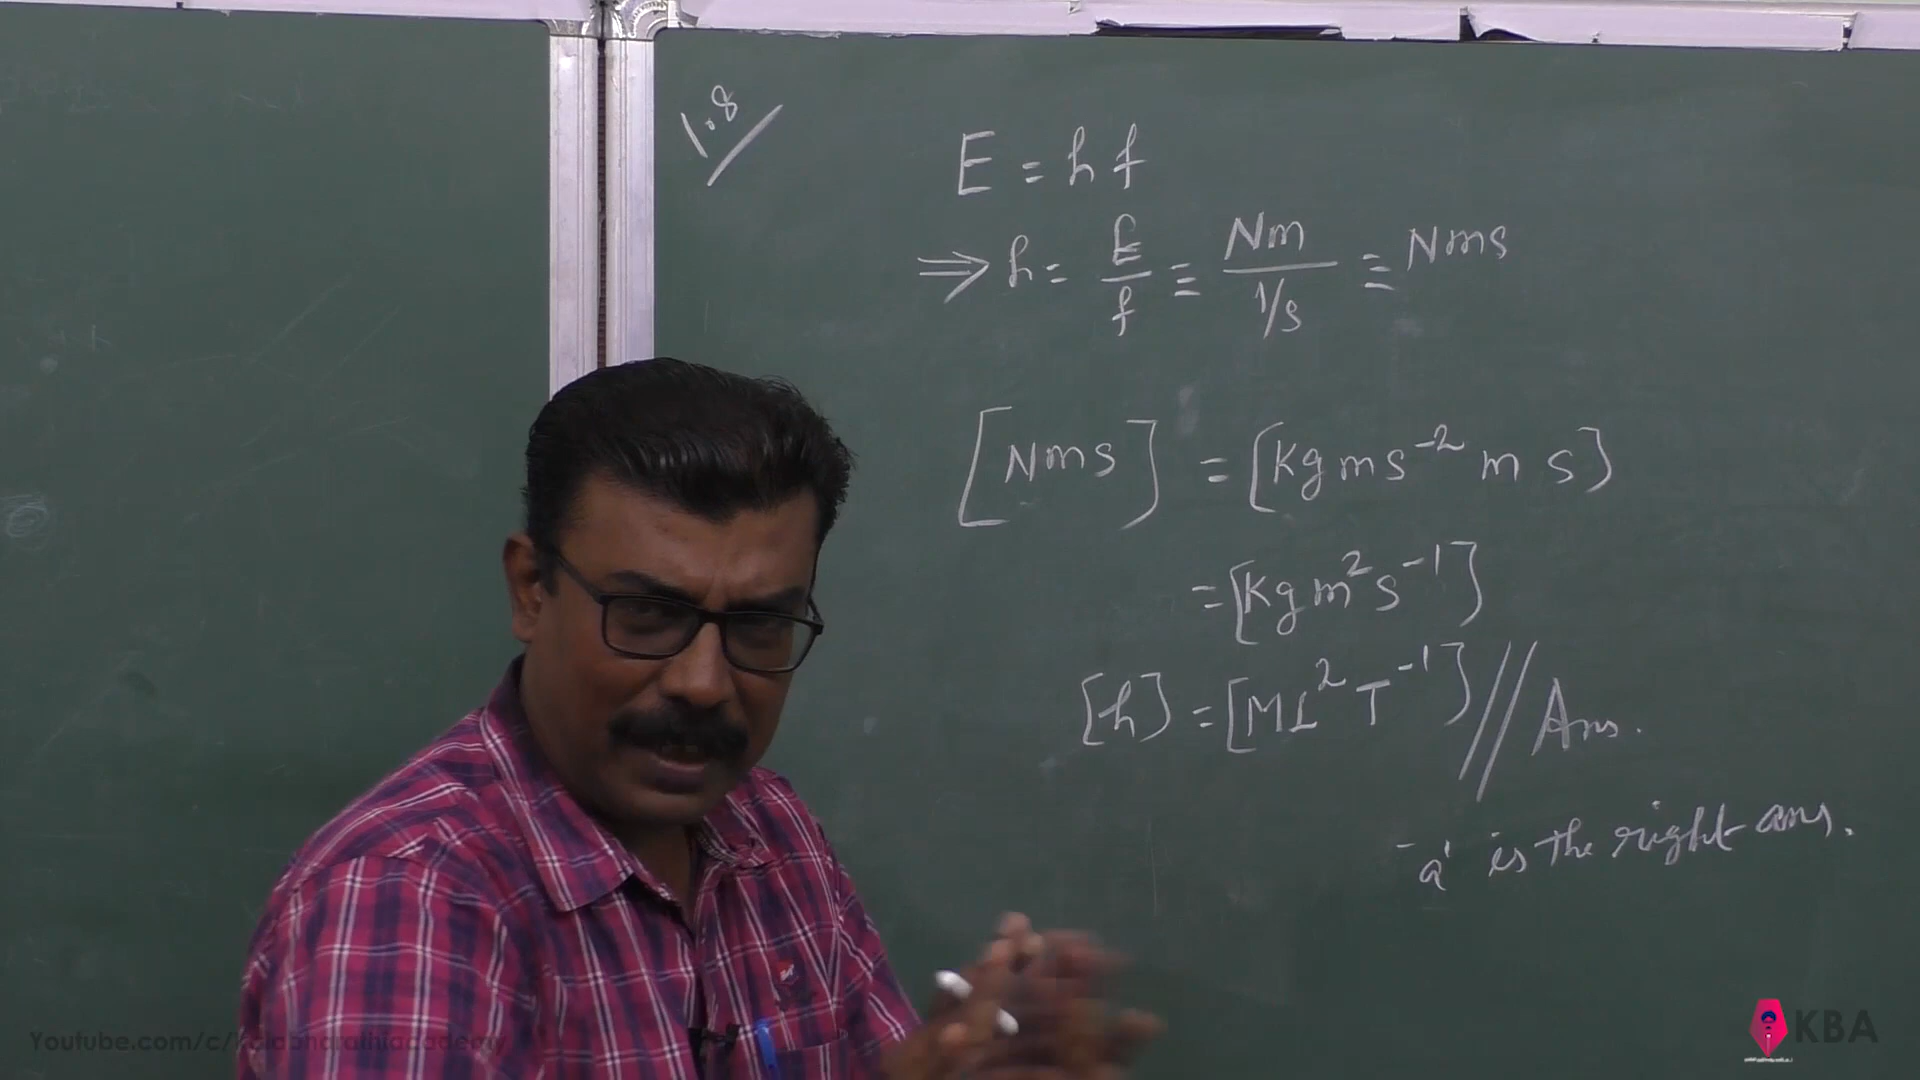 1.8/
E = hf
⇒ h = E/f ≡ Nm/1/s ≡ Nms
[Nms] = [Kg m s⁻² m s]
= [Kg m² s⁻¹]
[h] = [ML² T⁻¹] // Ans.
'a' is the right ans.
KBA